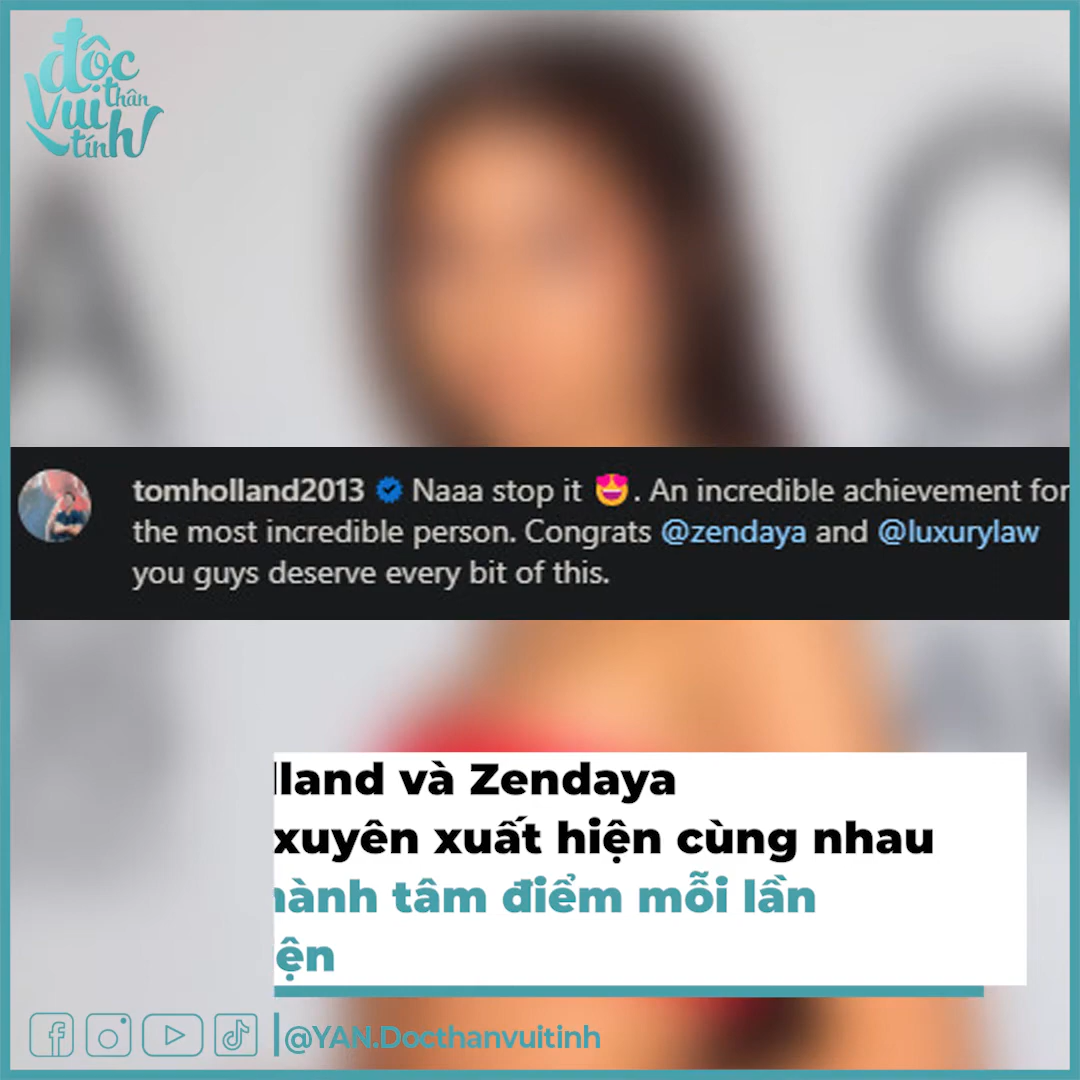 độc
thân
vui
tính
tomholland2013 Naaa stop it 😍. An incredible achievement for
the most incredible person. Congrats @zendaya and @luxurylaw
you guys deserve every bit of this.
lland và Zendaya
xuyên xuất hiện cùng nhau
hành tâm điểm mỗi lần
iện
@YAN.Docthanvuitinh